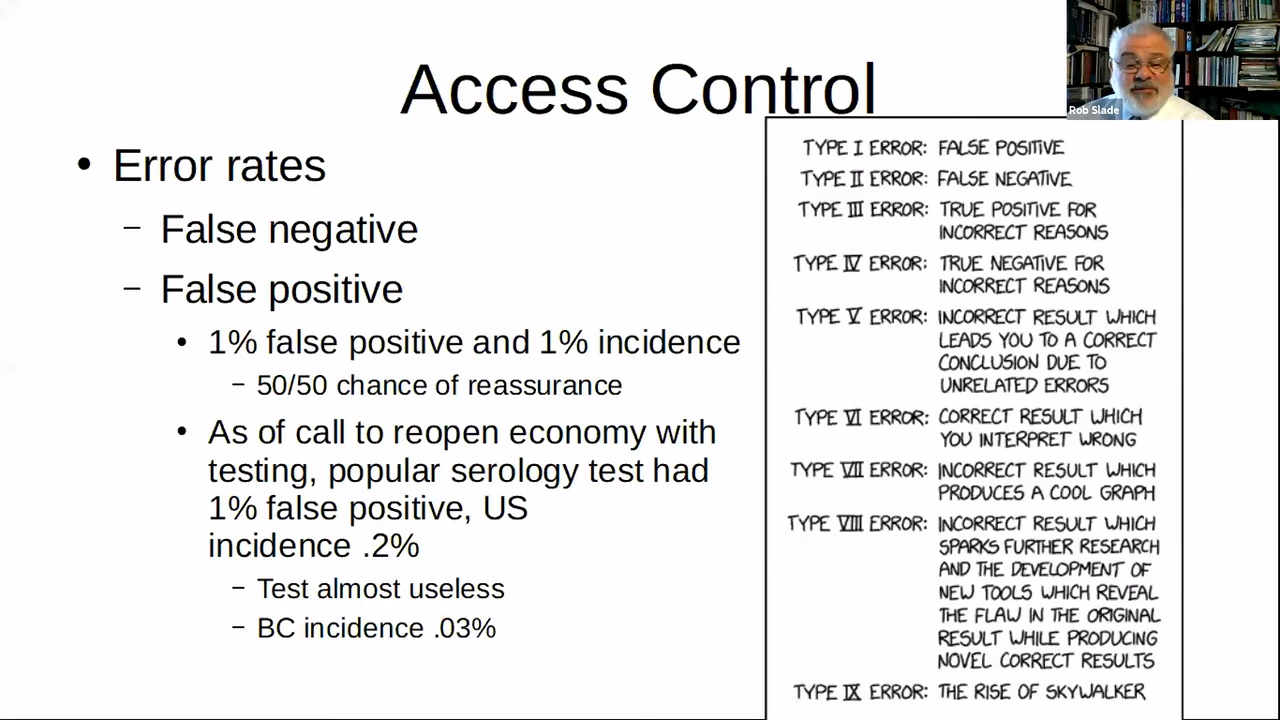 Access Control
Rob Slade
• Error rates
– False negative
– False positive
• 1% false positive and 1% incidence
– 50/50 chance of reassurance
• As of call to reopen economy with
testing, popular serology test had
1% false positive, US
incidence .2%
– Test almost useless
– BC incidence .03%
TYPE I ERROR: FALSE POSITIVE
TYPE II ERROR: FALSE NEGATIVE
TYPE III ERROR: TRUE POSITIVE FOR
INCORRECT REASONS
TYPE IV ERROR: TRUE NEGATIVE FOR
INCORRECT REASONS
TYPE V ERROR: INCORRECT RESULT WHICH
LEADS YOU TO A CORRECT
CONCLUSION DUE TO
UNRELATED ERRORS
TYPE VI ERROR: CORRECT RESULT WHICH
YOU INTERPRET WRONG
TYPE VII ERROR: INCORRECT RESULT WHICH
PRODUCES A COOL GRAPH
TYPE VIII ERROR: INCORRECT RESULT WHICH
SPARKS FURTHER RESEARCH
AND THE DEVELOPMENT OF
NEW TOOLS WHICH REVEAL
THE FLAW IN THE ORIGINAL
RESULT WHILE PRODUCING
NOVEL CORRECT RESULTS
TYPE IX ERROR: THE RISE OF SKYWALKER